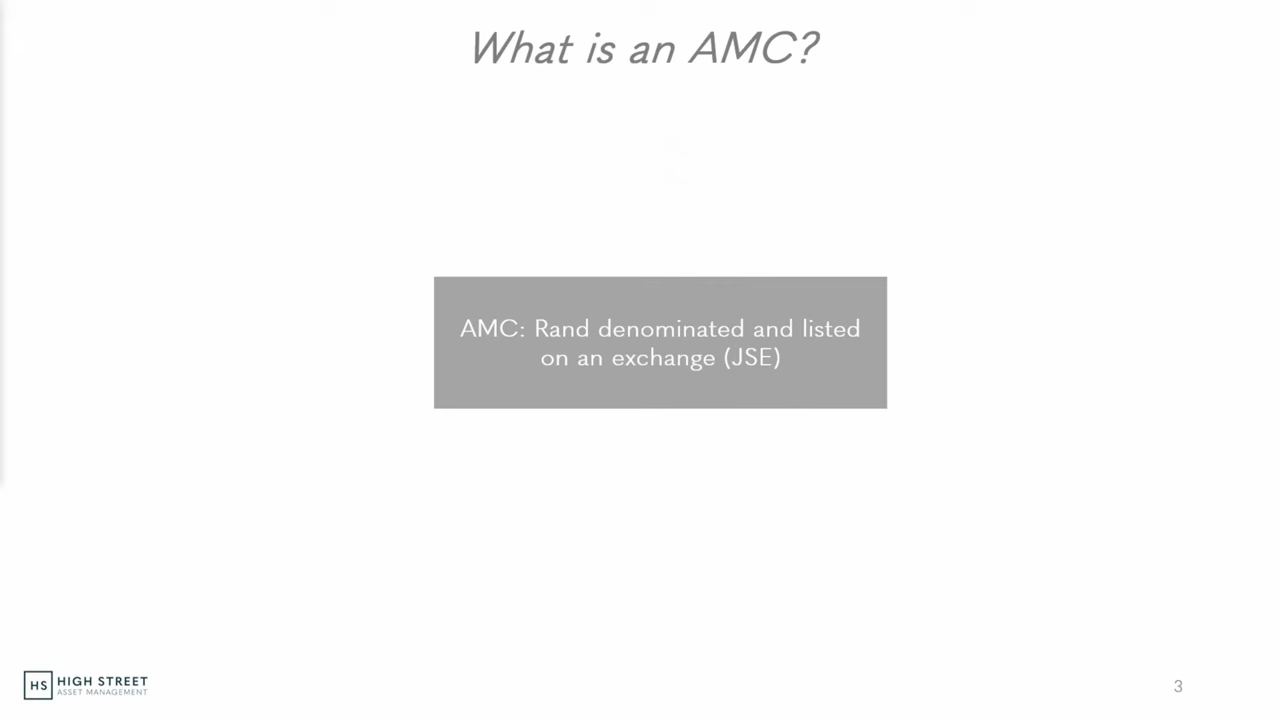 What is an AMC?
AMC: Rand denominated and listed
on an exchange (JSE)
HS
HIGH STREET
ASSET MANAGEMENT
3